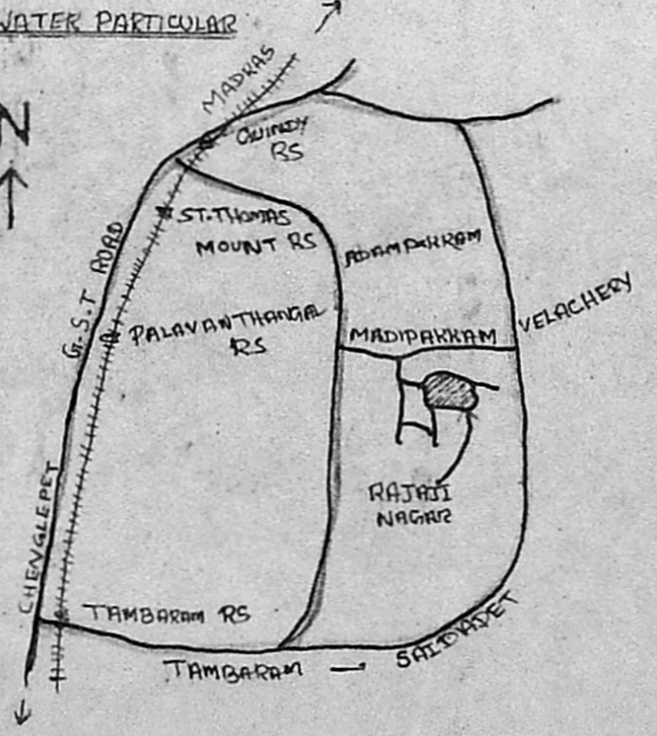 WATER PARTICULAR
N
MADRAS
GUINDY
RS
ST.THOMAS
MOUNT RS
G.S.T ROAD
ADAMPAKKAM
VELACHERY
PALAVANTHANGAL
RS
MADIPAKKAM
RAJAJI
NAGAR
CHENGLEPET
TAMBARAM RS
TAMBARAM → SAIDAPET